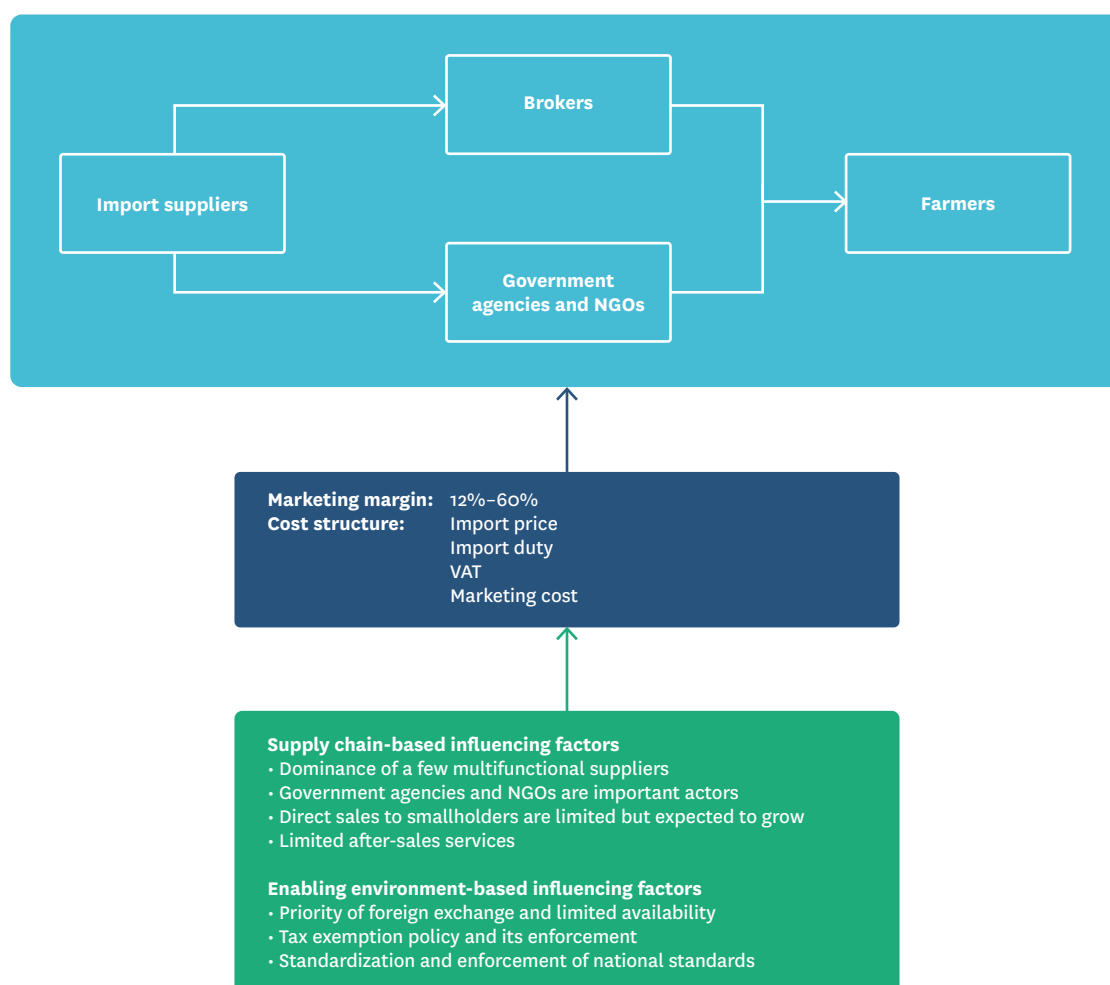 Brokers
Import suppliers
Farmers
Government
agencies and NGOs
Marketing margin: 12%–60%
Cost structure: Import price
Import duty
VAT
Marketing cost
Supply chain-based influencing factors
• Dominance of a few multifunctional suppliers
• Government agencies and NGOs are important actors
• Direct sales to smallholders are limited but expected to grow
• Limited after-sales services
Enabling environment-based influencing factors
• Priority of foreign exchange and limited availability
• Tax exemption policy and its enforcement
• Standardization and enforcement of national standards